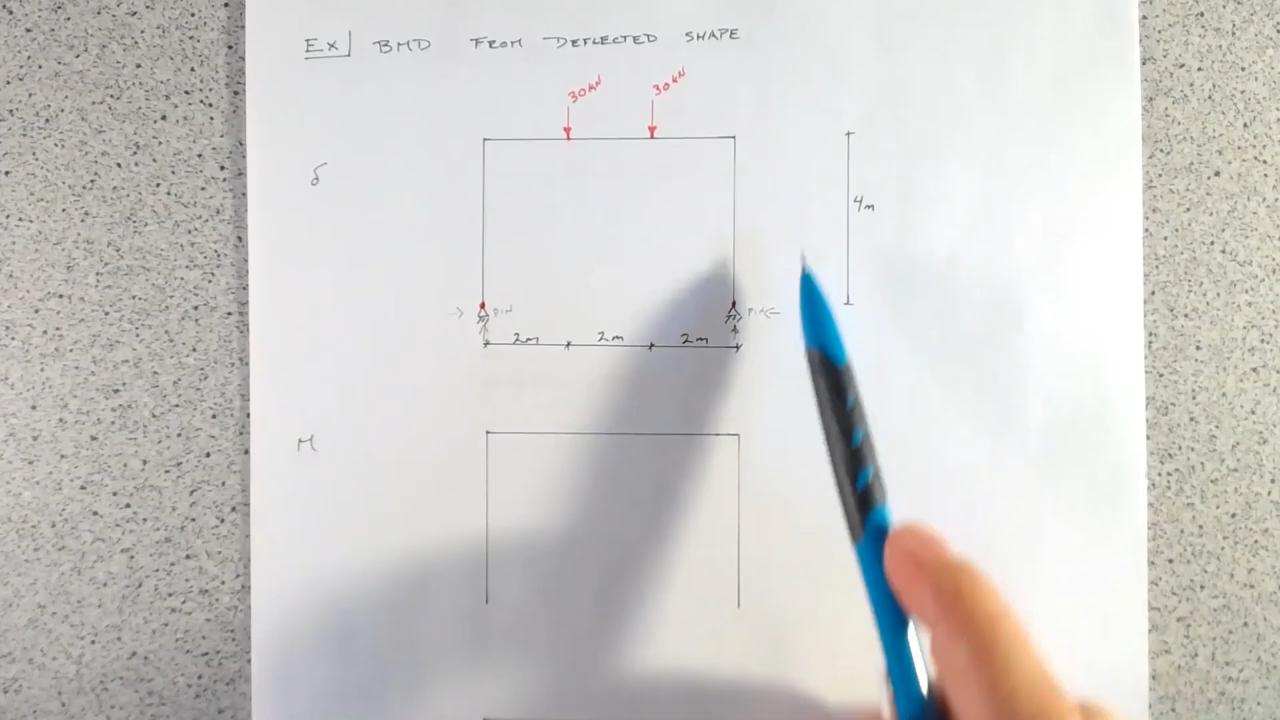 Ex BMD FROM DEFLECTED SHAPE
30kN 30kN
δ
4m
PIN PIN
2m 2m 2m
M